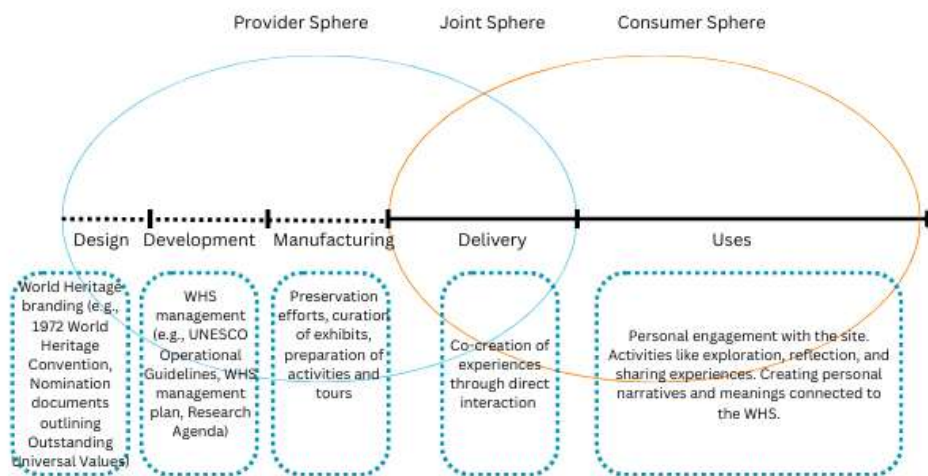 Provider Sphere
Joint Sphere
Consumer Sphere
Design
Development
Manufacturing
Delivery
Uses
World Heritage
branding (e.g.,
1972 World
Heritage
Convention,
Nomination
documents
outlining
Outstanding
Universal Values)
WHS
management
(e.g., UNESCO
Operational
Guidelines, WHS
management
plan, Research
Agenda)
Preservation
efforts, curation
of exhibits,
preparation of
activities and
tours
Co-creation of
experiences
through direct
interaction
Personal engagement with the site.
Activities like exploration, reflection, and
sharing experiences. Creating personal
narratives and meanings connected to
the WHS.